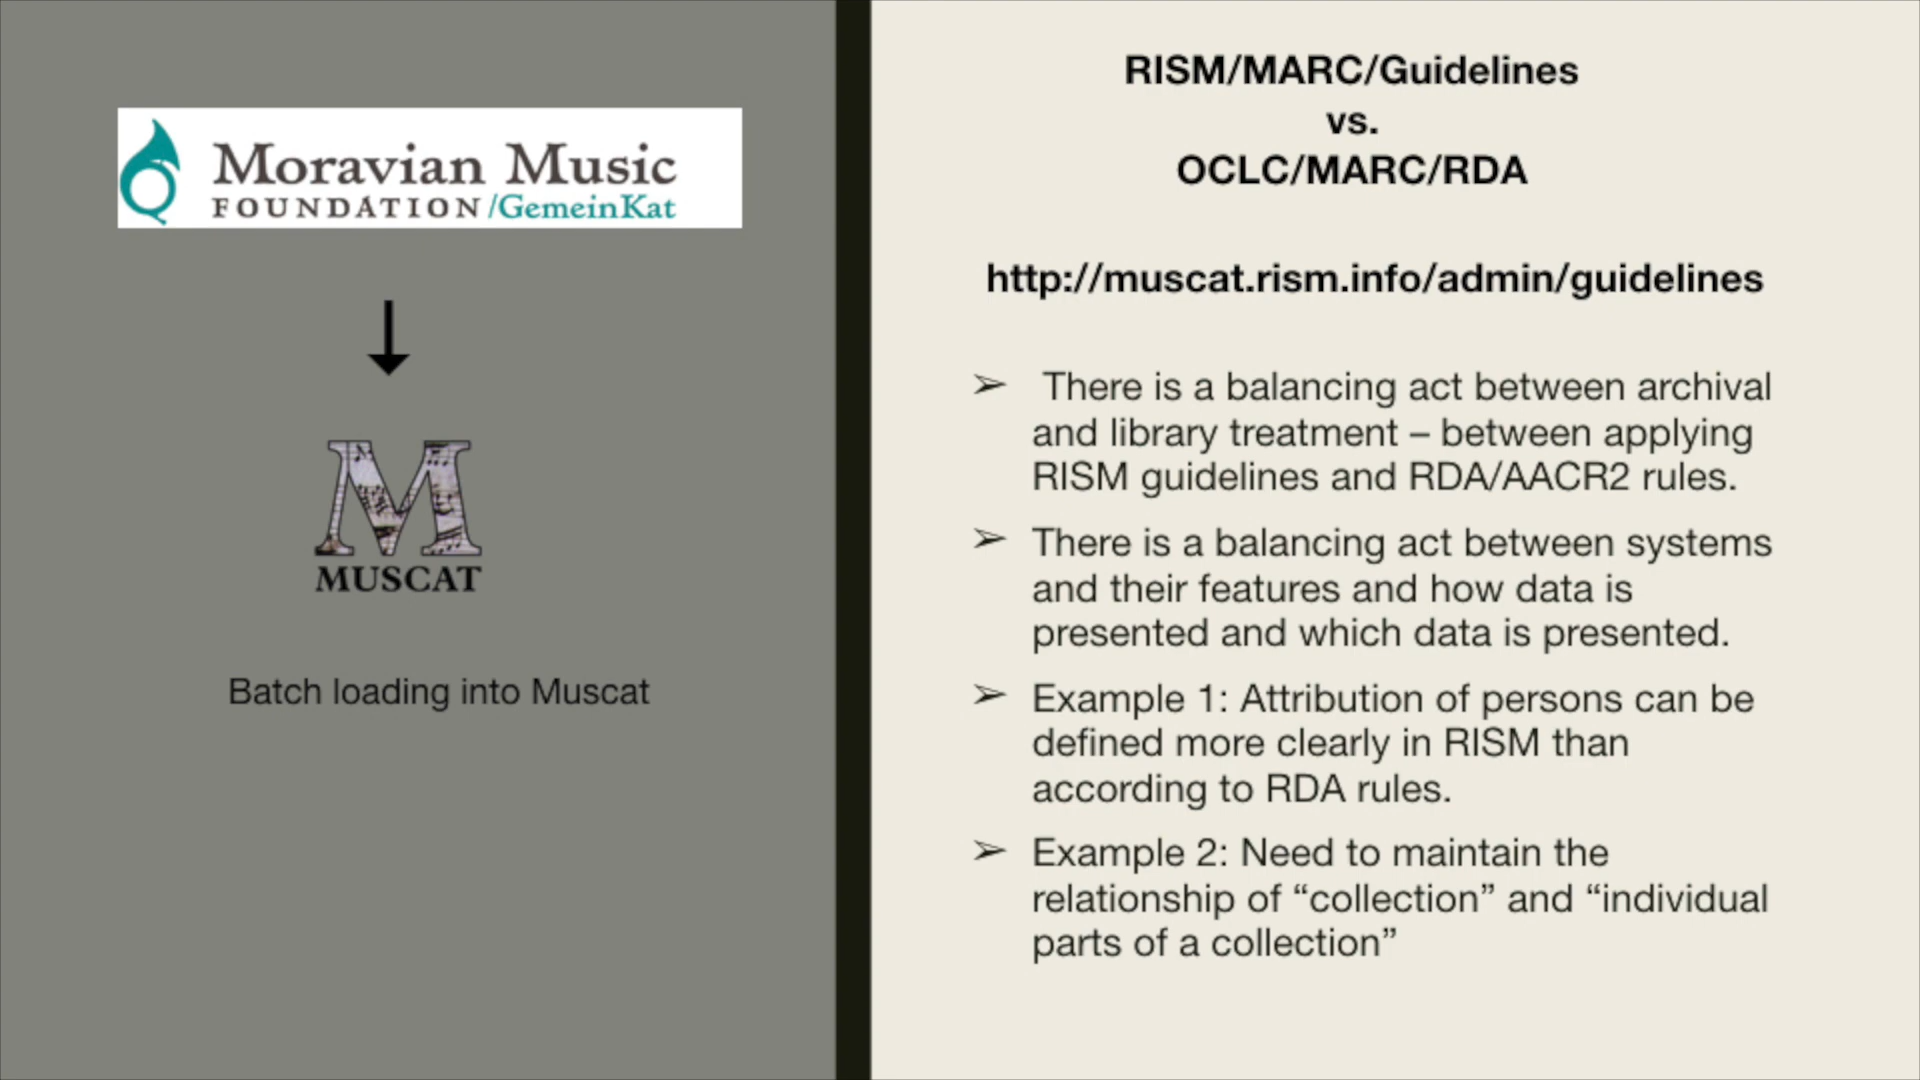 Moravian Music
FOUNDATION/GemeinKat
MUSCAT
Batch loading into Muscat
RISM/MARC/Guidelines
vs.
OCLC/MARC/RDA
http://muscat.rism.info/admin/guidelines
➢ There is a balancing act between archival
and library treatment – between applying
RISM guidelines and RDA/AACR2 rules.
➢ There is a balancing act between systems
and their features and how data is
presented and which data is presented.
➢ Example 1: Attribution of persons can be
defined more clearly in RISM than
according to RDA rules.
➢ Example 2: Need to maintain the
relationship of “collection” and “individual
parts of a collection”